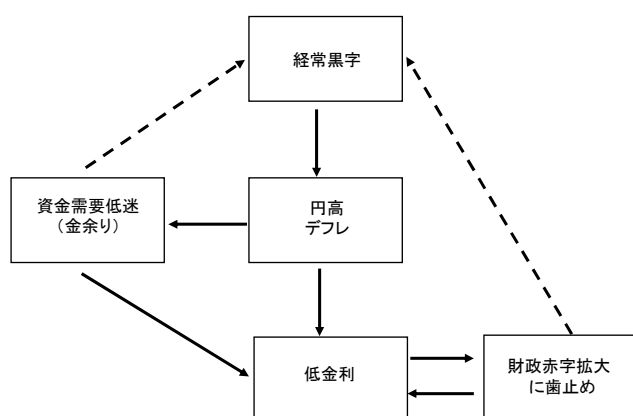 経常黒字
資金需要低迷
（金余り）
円高
デフレ
低金利
財政赤字拡大
に歯止め